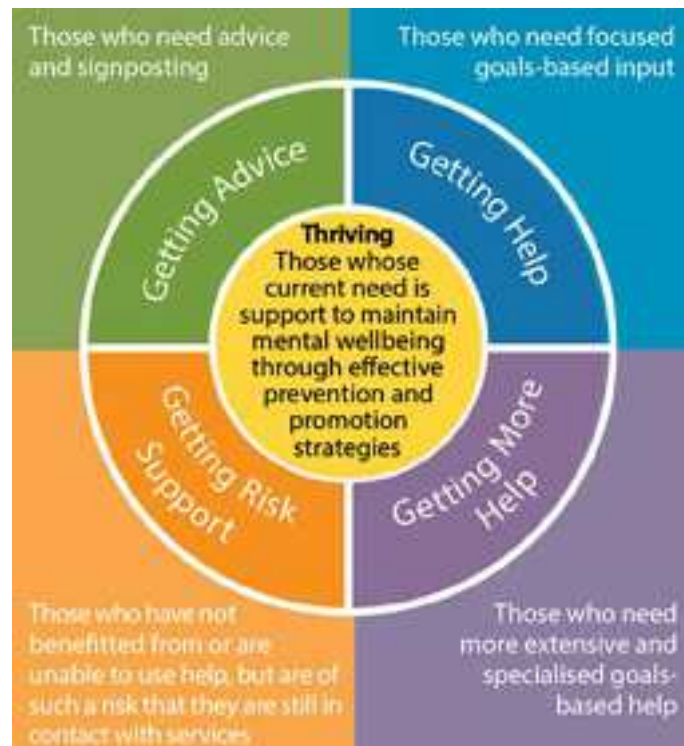 Those who need advice
and signposting
Those who need focused
goals-based input
Getting Advice
Getting Help
Thriving
Those whose
current need is
support to maintain
mental wellbeing
through effective
prevention and
promotion
strategies
Getting Risk
Support
Getting More
Help
Those who have not
benefitted from or are
unable to use help, but are of
such a risk that they are still in
contact with services
Those who need
more extensive and
specialised goals-
based help